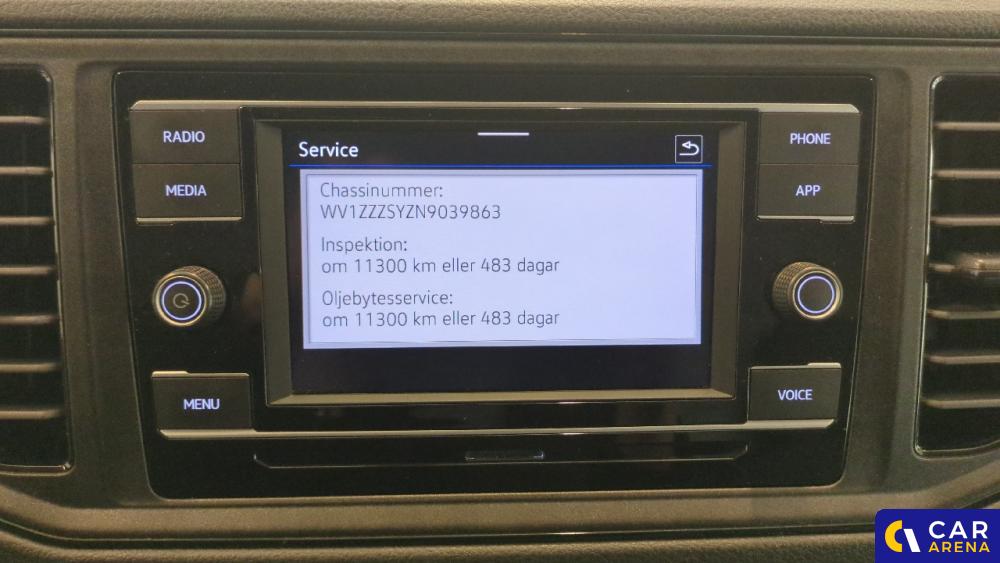 RADIO
MEDIA
MENU
Service
Chassinummer:
WV1ZZZSYZN9039863
Inspektion:
om 11300 km eller 483 dagar
Oljebytesservice:
om 11300 km eller 483 dagar
PHONE
APP
VOICE
CAR
ARENA